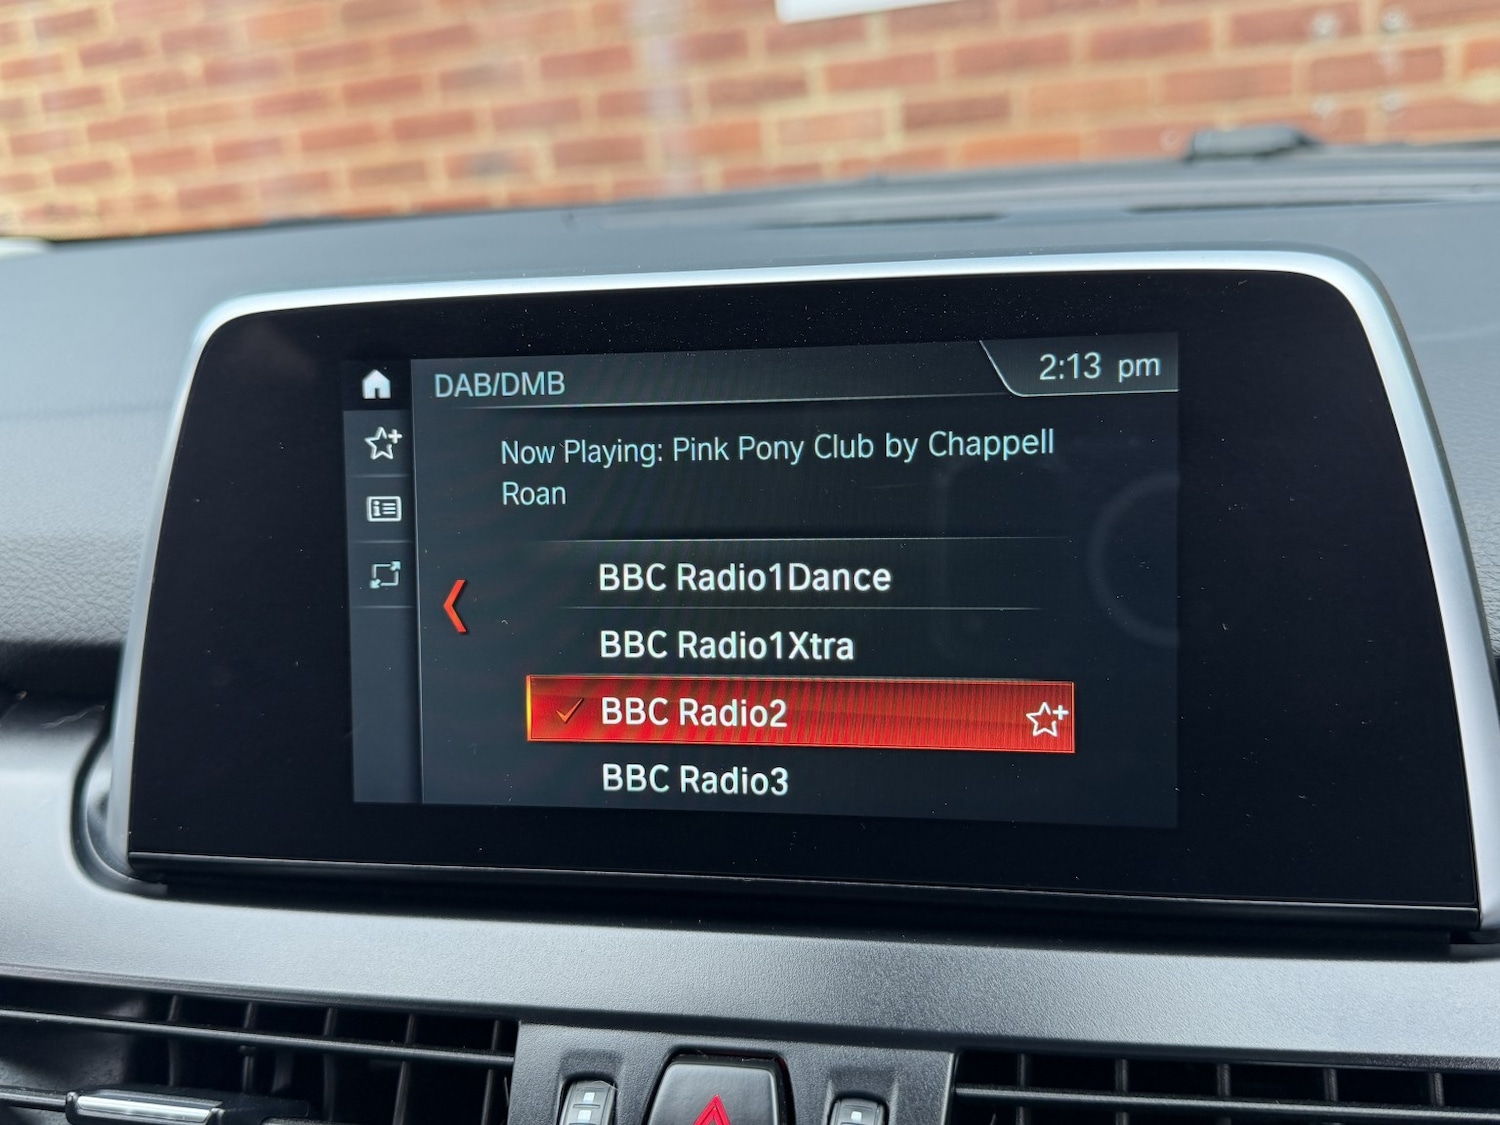 2:13 pm
DAB/DMB
Now Playing: Pink Pony Club by Chappell
Roan
BBC Radio1Dance
BBC Radio1Xtra
BBC Radio2
BBC Radio3